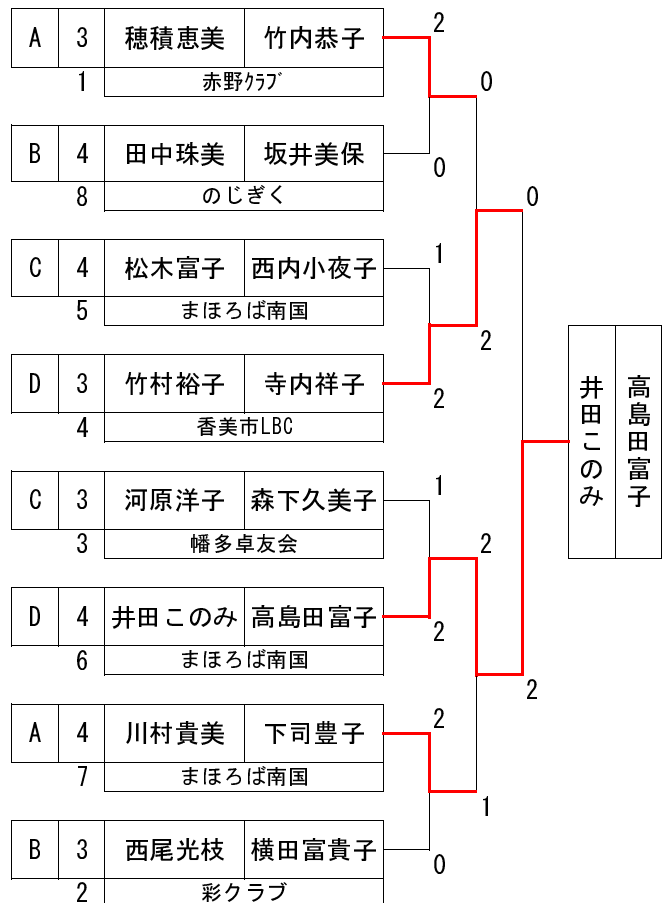 A 3 穂積恵美 竹内恭子
1 赤野ｸﾗﾌﾞ
2
0
0
B 4 田中珠美 坂井美保
8 のじぎく
0
C 4 松木富子 西内小夜子
5 まほろば南国
1
2
D 3 竹村裕子 寺内祥子
4 香美市LBC
2
井田このみ
高島田富子
C 3 河原洋子 森下久美子
3 幡多卓友会
1
2
D 4 井田このみ 高島田富子
6 まほろば南国
2
2
A 4 川村貴美 下司豊子
7 まほろば南国
2
1
B 3 西尾光枝 横田富貴子
2 彩クラブ
0